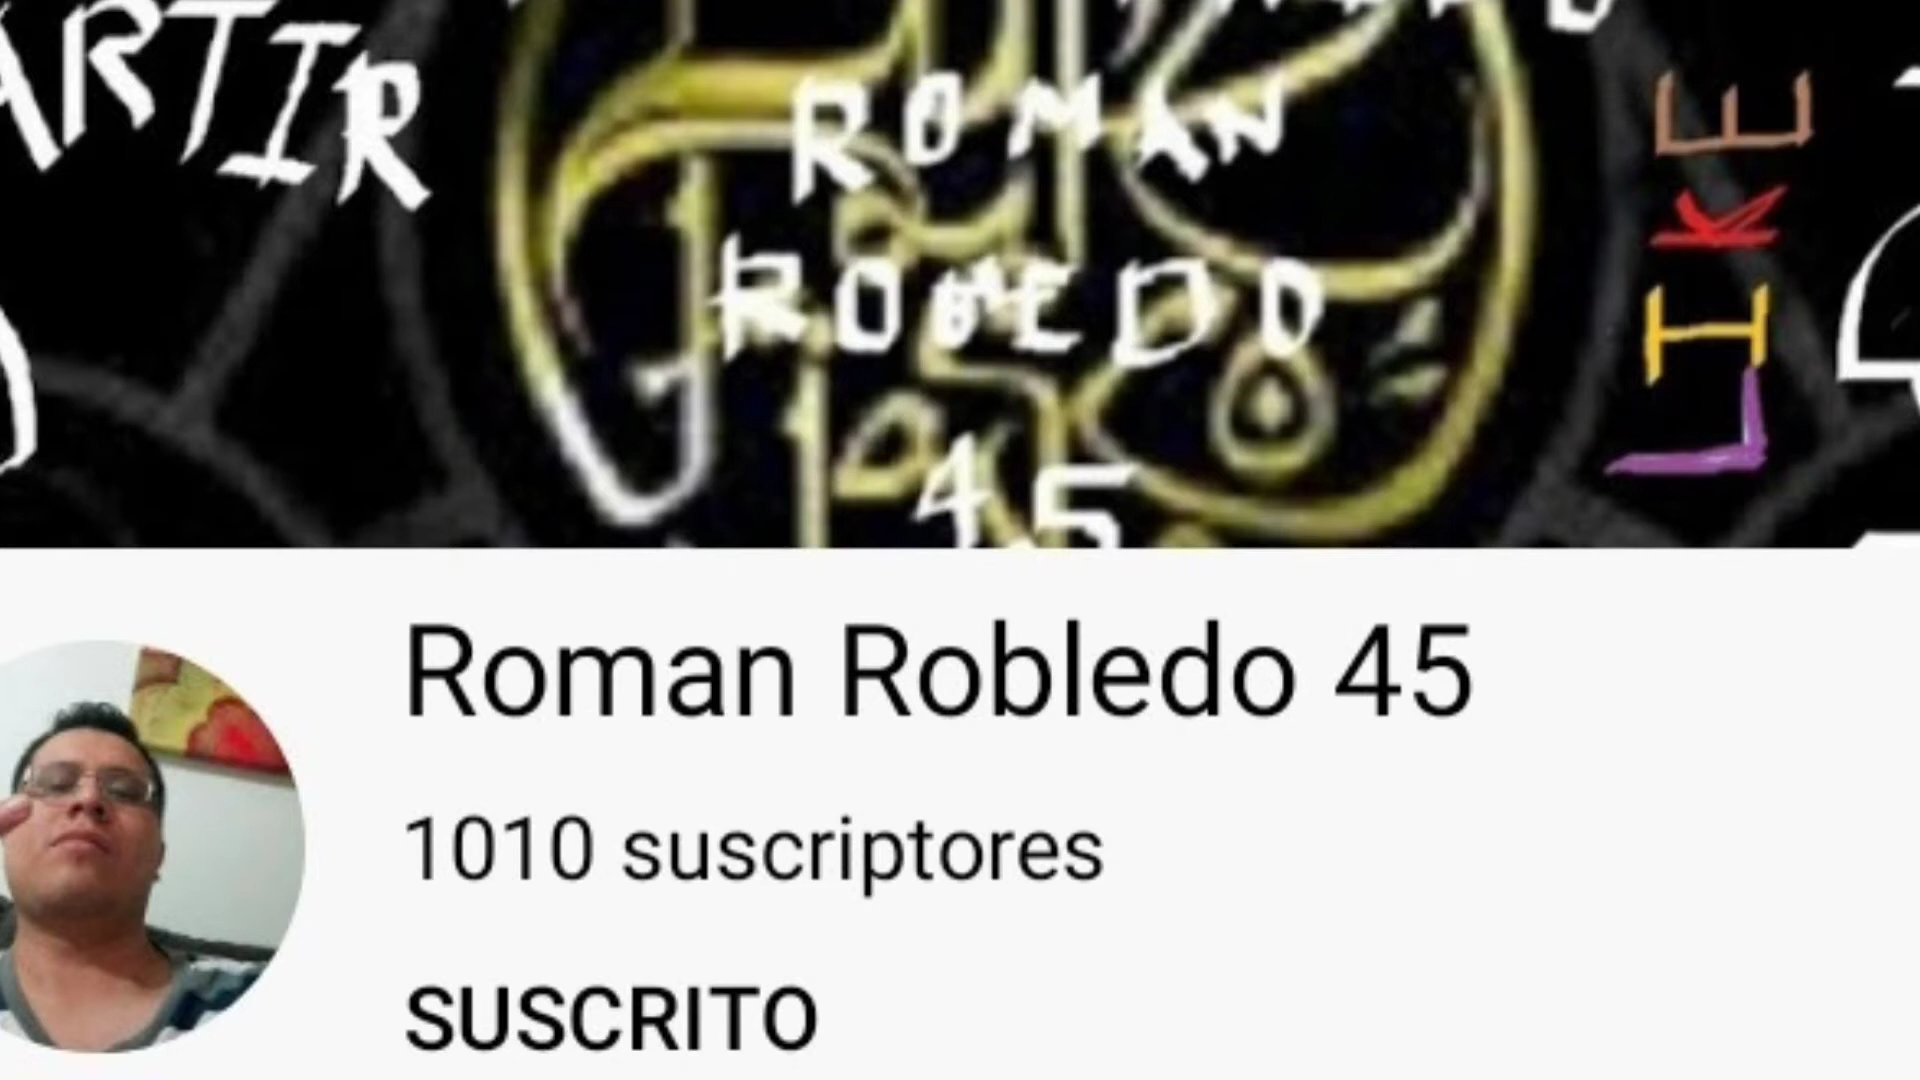 ARTIR
ROMAN
ROBLEDO
45
LIKE
Roman Robledo 45
1010 suscriptores
SUSCRITO